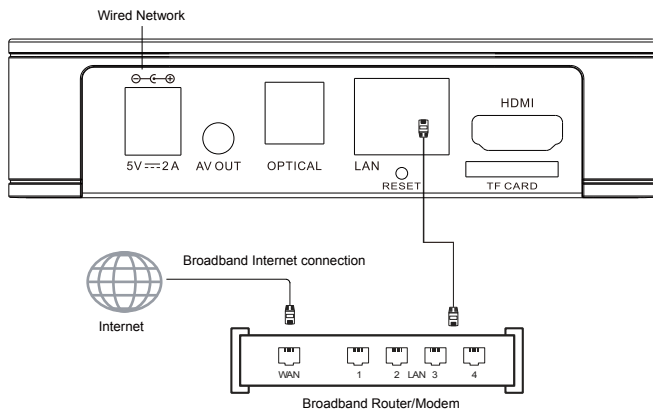 Wired Network
HDMI
5V⎓2A AV OUT OPTICAL LAN
RESET TF CARD
Broadband Internet connection
Internet
WAN 1 2 LAN 3 4
Broadband Router/Modem